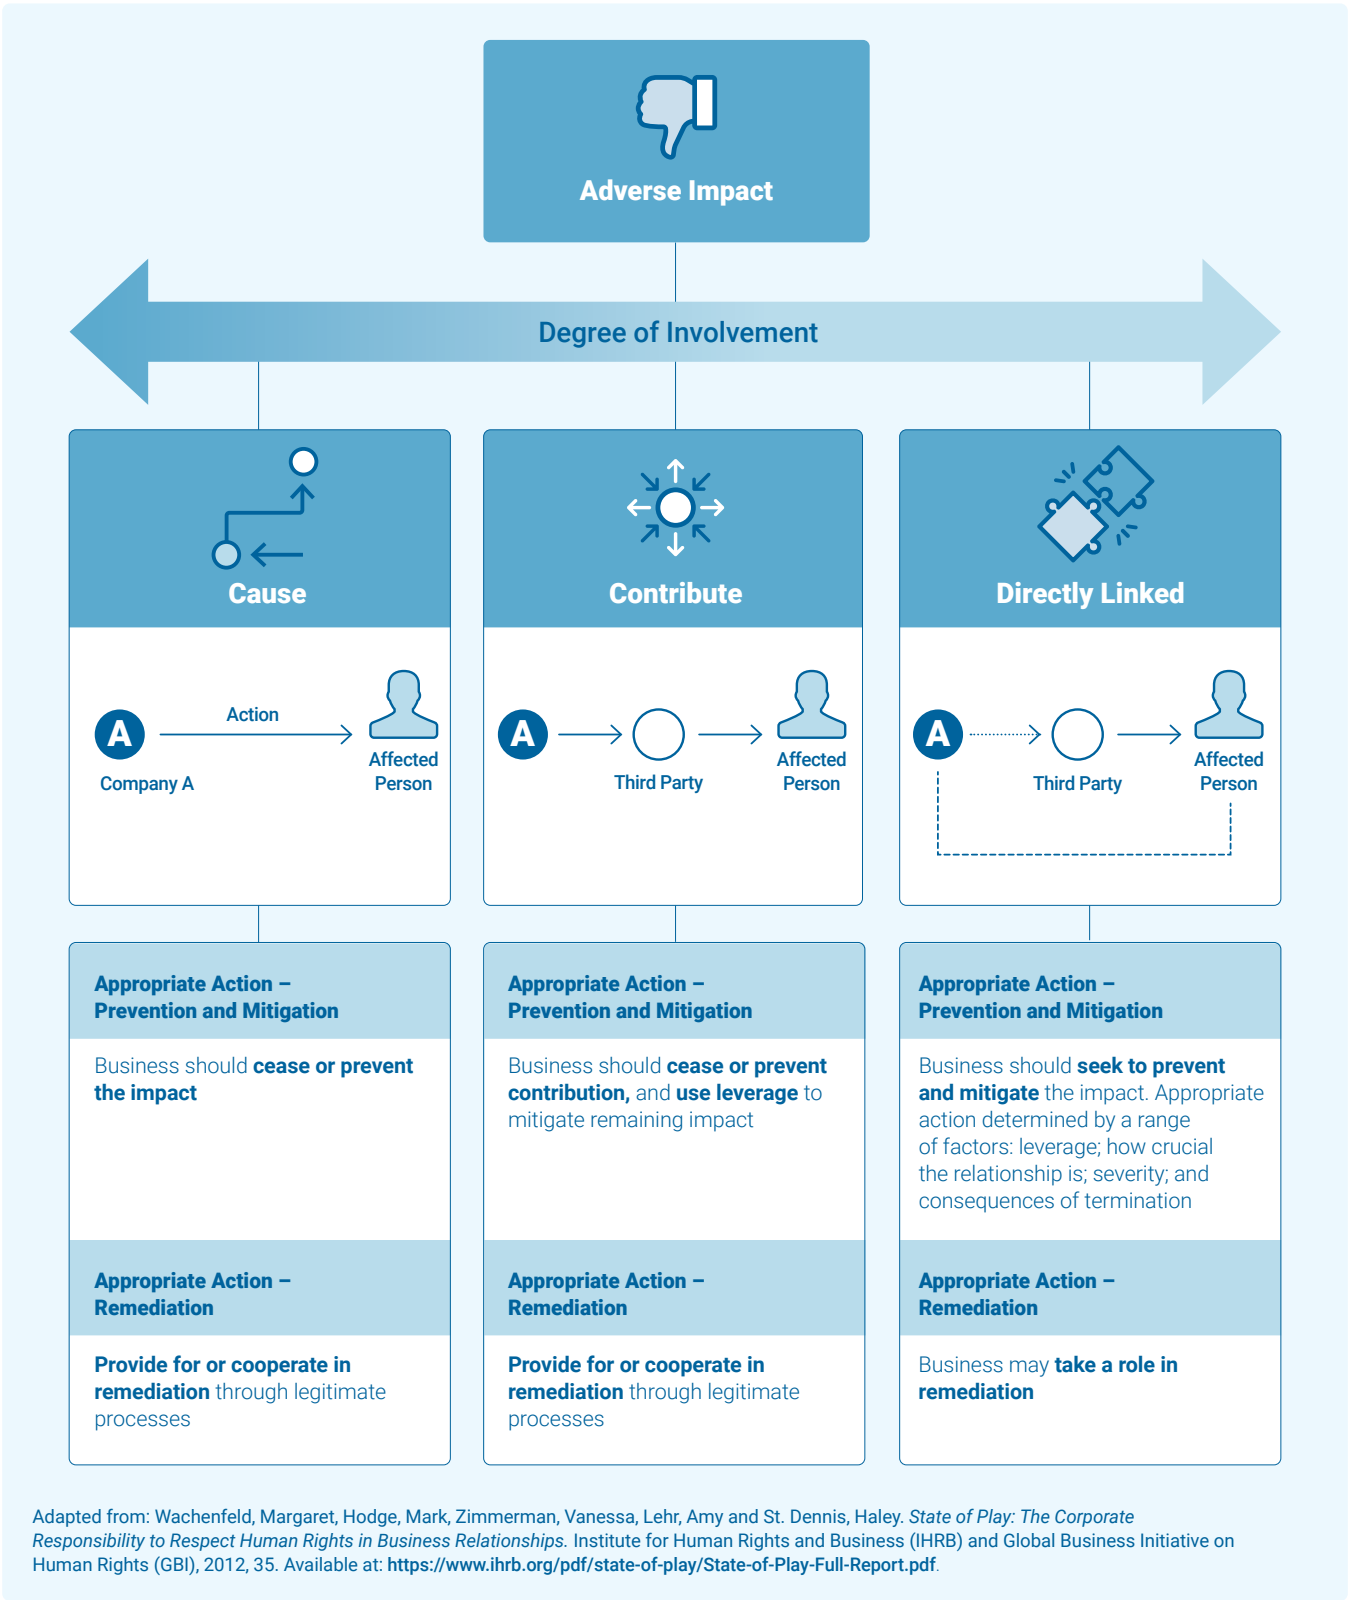 Adverse Impact
Degree of Involvement
Cause
A
Action
Company A
Affected
Person
Contribute
A
Third Party
Affected
Person
Directly Linked
A
Third Party
Affected
Person
Appropriate Action –
Prevention and Mitigation
Business should cease or prevent
the impact
Appropriate Action –
Remediation
Provide for or cooperate in
remediation through legitimate
processes
Appropriate Action –
Prevention and Mitigation
Business should cease or prevent
contribution, and use leverage to
mitigate remaining impact
Appropriate Action –
Remediation
Provide for or cooperate in
remediation through legitimate
processes
Appropriate Action –
Prevention and Mitigation
Business should seek to prevent
and mitigate the impact. Appropriate
action determined by a range
of factors: leverage; how crucial
the relationship is; severity; and
consequences of termination
Appropriate Action –
Remediation
Business may take a role in
remediation
Adapted from: Wachenfeld, Margaret, Hodge, Mark, Zimmerman, Vanessa, Lehr, Amy and St. Dennis, Haley. State of Play: The Corporate
Responsibility to Respect Human Rights in Business Relationships. Institute for Human Rights and Business (IHRB) and Global Business Initiative on
Human Rights (GBI), 2012, 35. Available at: https://www.ihrb.org/pdf/state-of-play/State-of-Play-Full-Report.pdf.